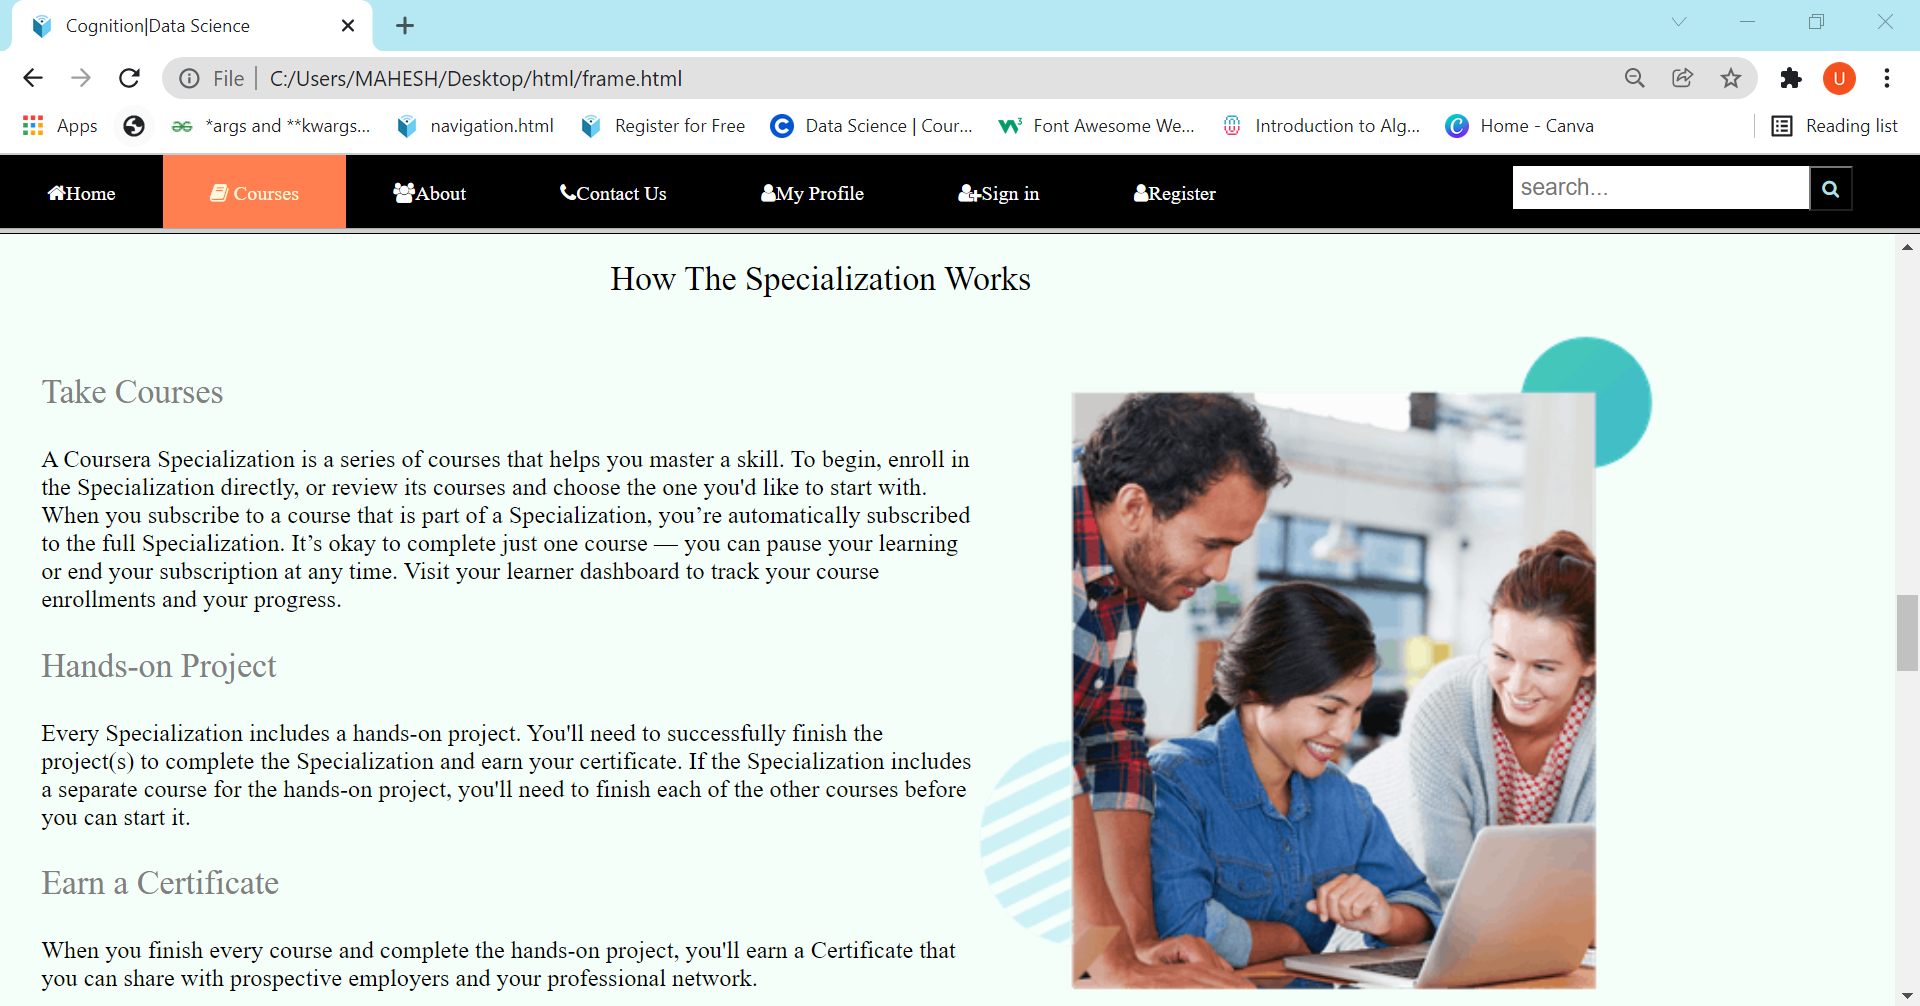 Cognition|Data Science
File
C:/Users/MAHESH/Desktop/html/frame.html
U
Apps
*args and **kwargs...
navigation.html
Register for Free
Data Science | Cour...
Font Awesome We...
Introduction to Alg...
Home - Canva
Reading list
Home
Courses
About
Contact Us
My Profile
Sign in
Register
search...
How The Specialization Works
Take Courses
A Coursera Specialization is a series of courses that helps you master a skill. To begin, enroll in
the Specialization directly, or review its courses and choose the one you'd like to start with.
When you subscribe to a course that is part of a Specialization, you’re automatically subscribed
to the full Specialization. It’s okay to complete just one course — you can pause your learning
or end your subscription at any time. Visit your learner dashboard to track your course
enrollments and your progress.
Hands-on Project
Every Specialization includes a hands-on project. You'll need to successfully finish the
project(s) to complete the Specialization and earn your certificate. If the Specialization includes
a separate course for the hands-on project, you'll need to finish each of the other courses before
you can start it.
Earn a Certificate
When you finish every course and complete the hands-on project, you'll earn a Certificate that
you can share with prospective employers and your professional network.